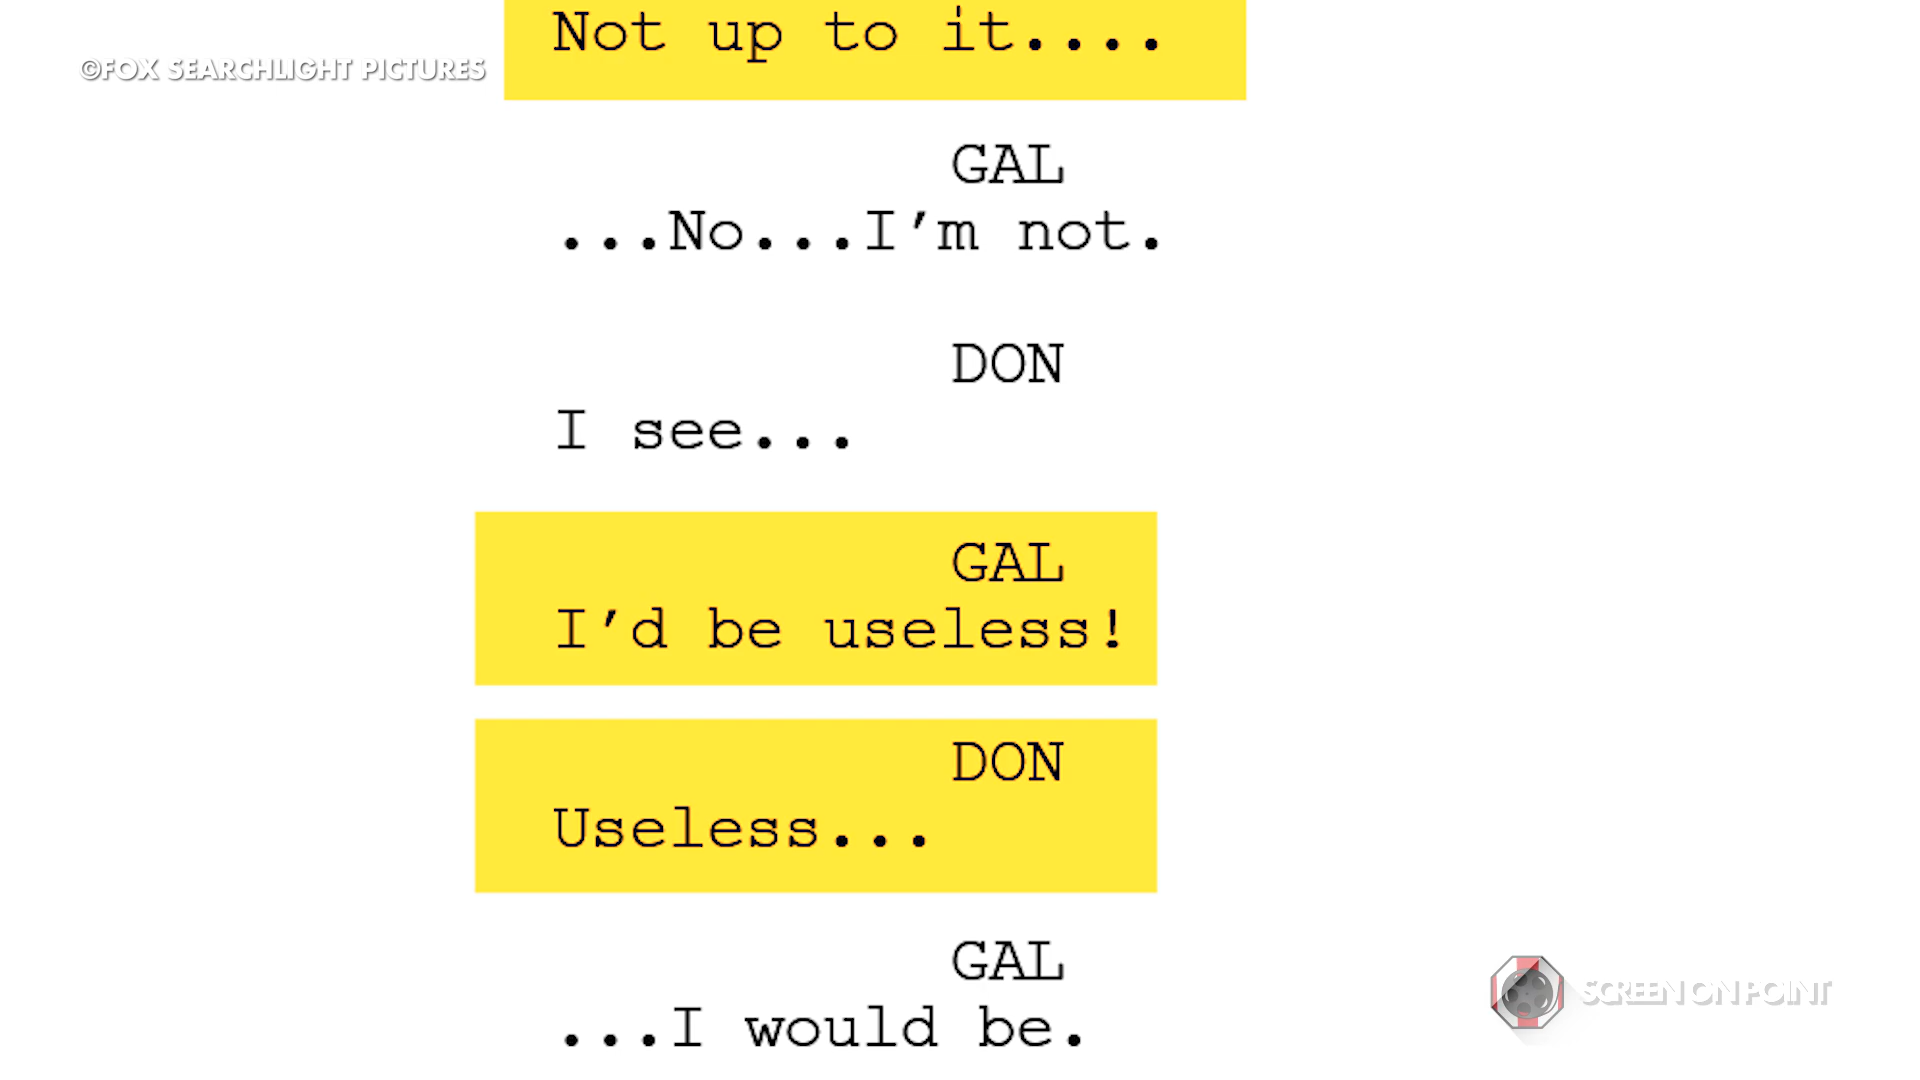 Not up to it....
©FOX SEARCHLIGHT PICTURES
GAL
...No...I’m not.
DON
I see...
GAL
I’d be useless!
DON
Useless...
GAL
...I would be.
SCREEN ON POINT